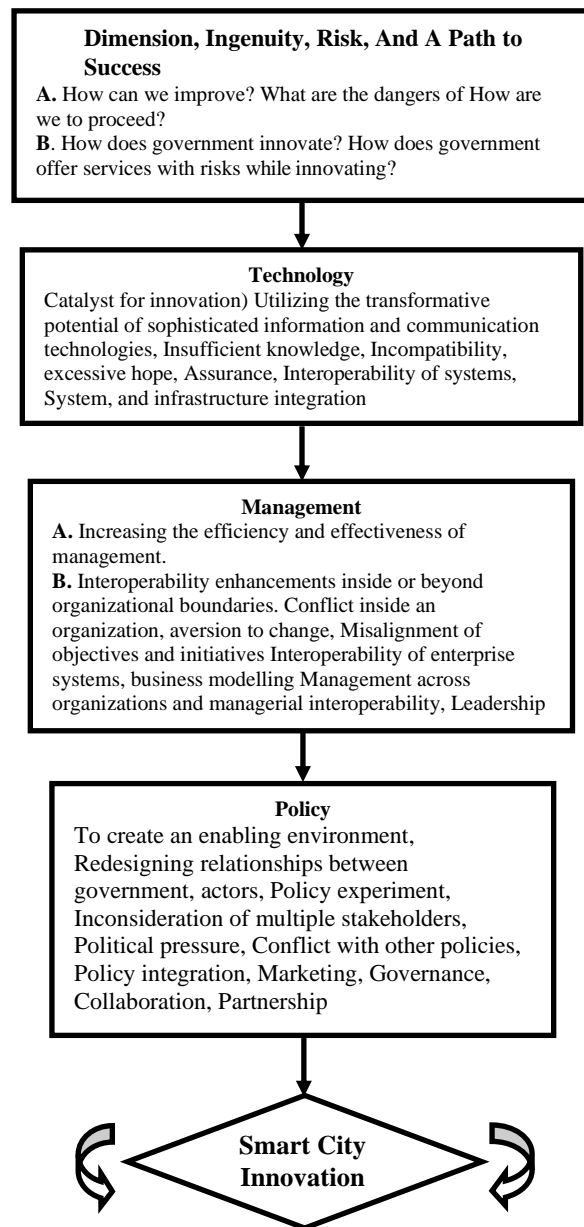 Dimension, Ingenuity, Risk, And A Path to
Success
A. How can we improve? What are the dangers of How are
we to proceed?
B. How does government innovate? How does government
offer services with risks while innovating?
Technology
Catalyst for innovation) Utilizing the transformative
potential of sophisticated information and communication
technologies, Insufficient knowledge, Incompatibility,
excessive hope, Assurance, Interoperability of systems,
System, and infrastructure integration
Management
A. Increasing the efficiency and effectiveness of
management.
B. Interoperability enhancements inside or beyond
organizational boundaries. Conflict inside an
organization, aversion to change, Misalignment of
objectives and initiatives Interoperability of enterprise
systems, business modelling Management across
organizations and managerial interoperability, Leadership
Policy
To create an enabling environment,
Redesigning relationships between
government, actors, Policy experiment,
Inconsideration of multiple stakeholders,
Political pressure, Conflict with other policies,
Policy integration, Marketing, Governance,
Collaboration, Partnership
Smart City
Innovation